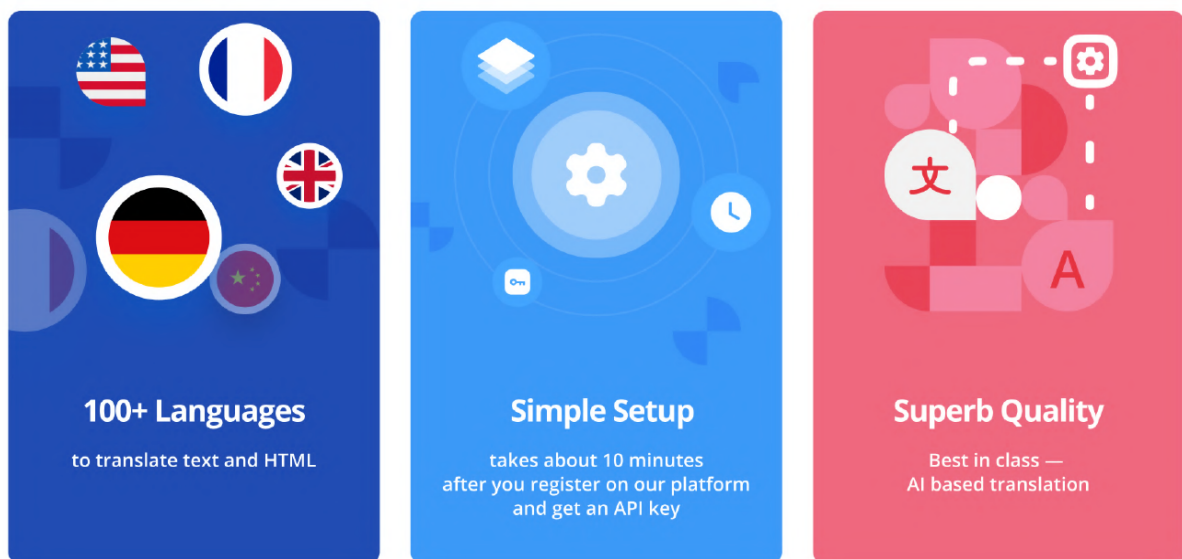 100+ Languages
to translate text and HTML
Simple Setup
takes about 10 minutes
after you register on our platform
and get an API key
文
A
Superb Quality
Best in class —
AI based translation